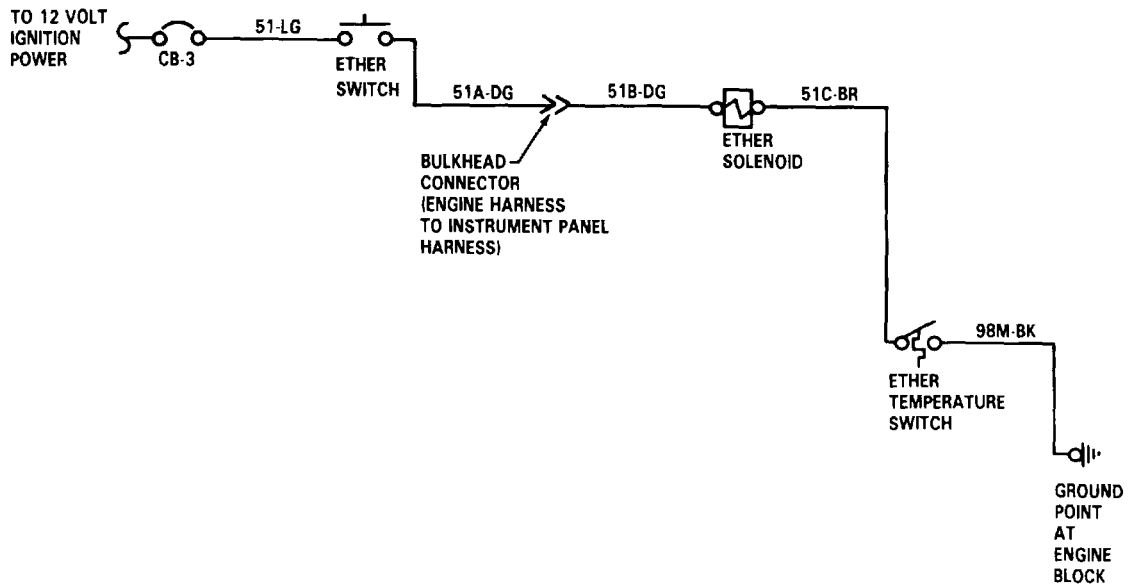 TO 12 VOLT
IGNITION
POWER
CB-3
51-LG
ETHER
SWITCH
51A-DG
51B-DG
51C-BR
BULKHEAD
CONNECTOR
(ENGINE HARNESS
TO INSTRUMENT PANEL
HARNESS)
ETHER
SOLENOID
98M-BK
ETHER
TEMPERATURE
SWITCH
GROUND
POINT
AT
ENGINE
BLOCK